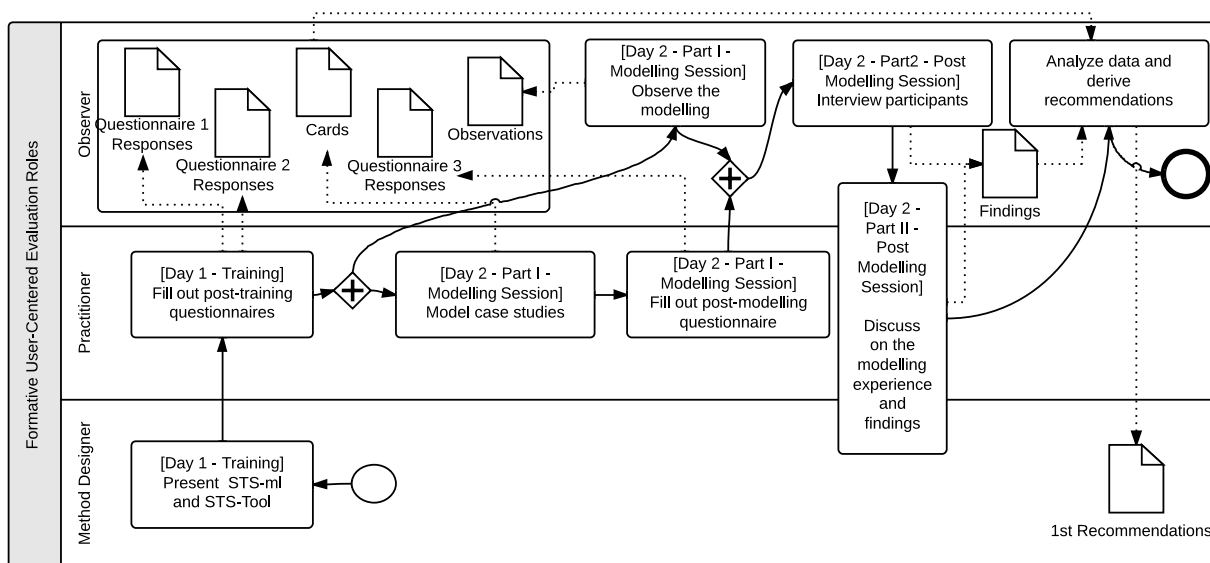 Formative User-Centered Evaluation Roles
Observer
Questionnaire 1
Responses
Questionnaire 2
Responses
Cards
Questionnaire 3
Responses
Observations
[Day 2 - Part I -
Modelling Session]
Observe the
modelling
[Day 2 - Part2 - Post
Modelling Session]
Interview participants
Analyze data and
derive
recommendations
Findings
Practitioner
[Day 1 - Training]
Fill out post-training
questionnaires
[Day 2 - Part I -
Modelling Session]
Model case studies
[Day 2 - Part I -
Modelling Session]
Fill out post-modelling
questionnaire
[Day 2 -
Part II -
Post
Modelling
Session]
Discuss
on the
modelling
experience
and
findings
Method Designer
[Day 1 - Training]
Present STS-ml
and STS-Tool
1st Recommendations